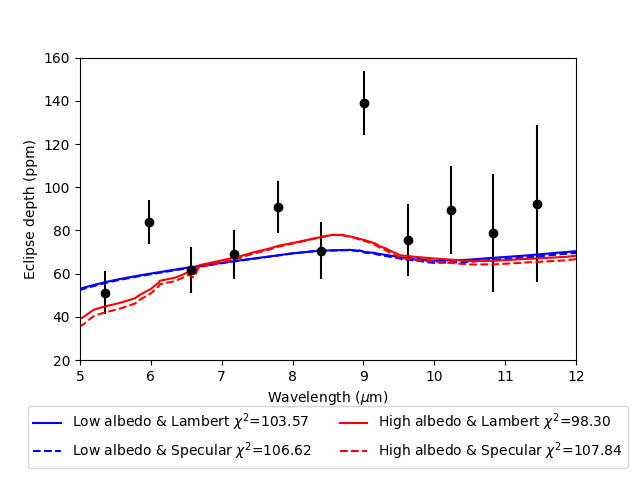 160
140
120
100
80
60
40
20
Eclipse depth (ppm)
5 6 7 8 9 10 11 12
Wavelength (μm)
Low albedo & Lambert χ²=103.57
High albedo & Lambert χ²=98.30
Low albedo & Specular χ²=106.62
High albedo & Specular χ²=107.84